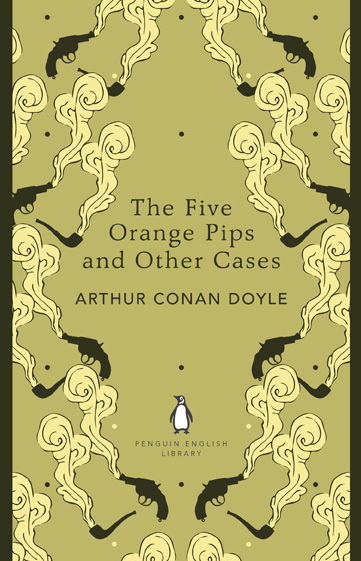 The Five
Orange Pips
and Other Cases
ARTHUR CONAN DOYLE
PENGUIN ENGLISH
LIBRARY